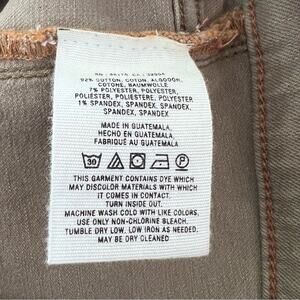 92% COTTON, COTON, ALGODON,
COTONE, BAUMWOLLE
7% POLYESTER, POLYESTER,
POLIESTER, POLIESTERE, POLYESTER
1% SPANDEX, SPANDEX, SPANDEX,
SPANDEX, SPANDEX
MADE IN GUATEMALA
HECHO EN GUATEMALA
FABRIQUÉ AU GUATEMALA
30 P
THIS GARMENT CONTAINS DYE WHICH
MAY DISCOLOR MATERIALS WITH WHICH
IT COMES IN CONTACT.
TURN INSIDE OUT.
MACHINE WASH COLD WITH LIKE COLORS,
USE ONLY NON-CHLORINE BLEACH.
TUMBLE DRY LOW, LOW IRON AS NEEDED,
MAY BE DRY CLEANED